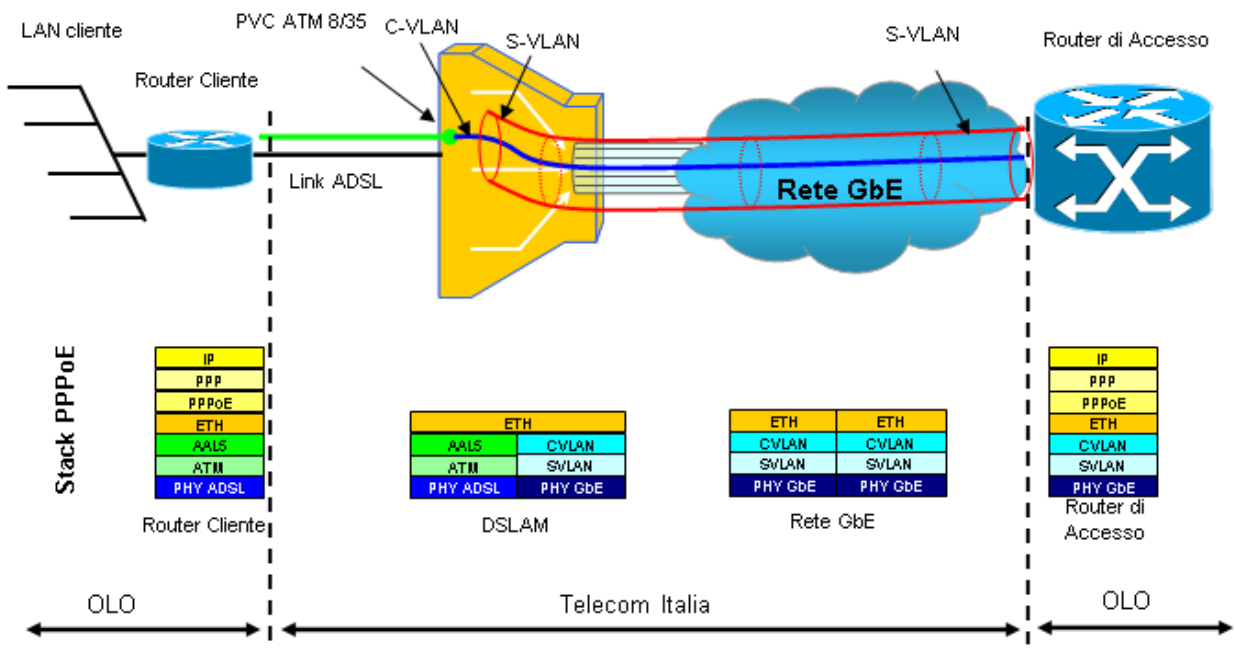 LAN cliente
Router Cliente
PVC ATM 8/35
C-VLAN
S-VLAN
S-VLAN
Router di Accesso
Link ADSL
Rete GbE
Stack PPPoE
IP
PPP
PPPoE
ETH
AAL5
ATM
PHY ADSL
Router Cliente
ETH
AAL5 CVLAN
ATM SVLAN
PHY ADSL PHY GbE
DSLAM
ETH ETH
CVLAN CVLAN
SVLAN SVLAN
PHY GbE PHY GbE
Rete GbE
IP
PPP
PPPoE
ETH
CVLAN
SVLAN
PHY GbE
Router di
Accesso
OLO
Telecom Italia
OLO